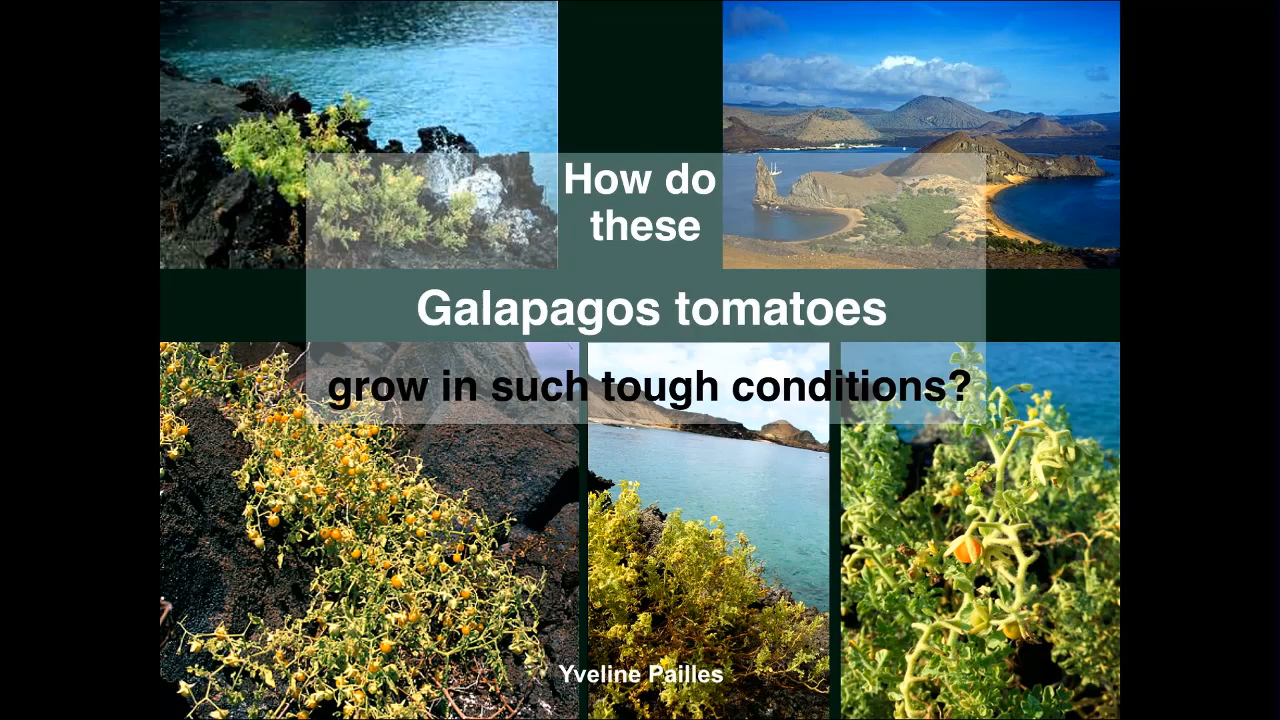 How do
these
Galapagos tomatoes
grow in such tough conditions?
Yveline Pailles